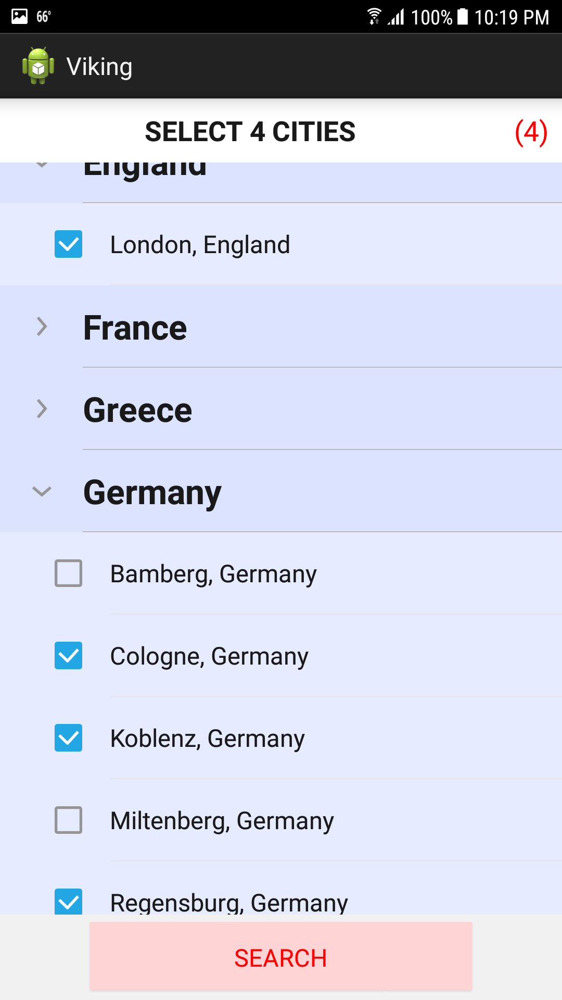 66° 100% 10:19 PM
Viking
SELECT 4 CITIES (4)
England
London, England
France
Greece
Germany
Bamberg, Germany
Cologne, Germany
Koblenz, Germany
Miltenberg, Germany
Regensburg, Germany
SEARCH